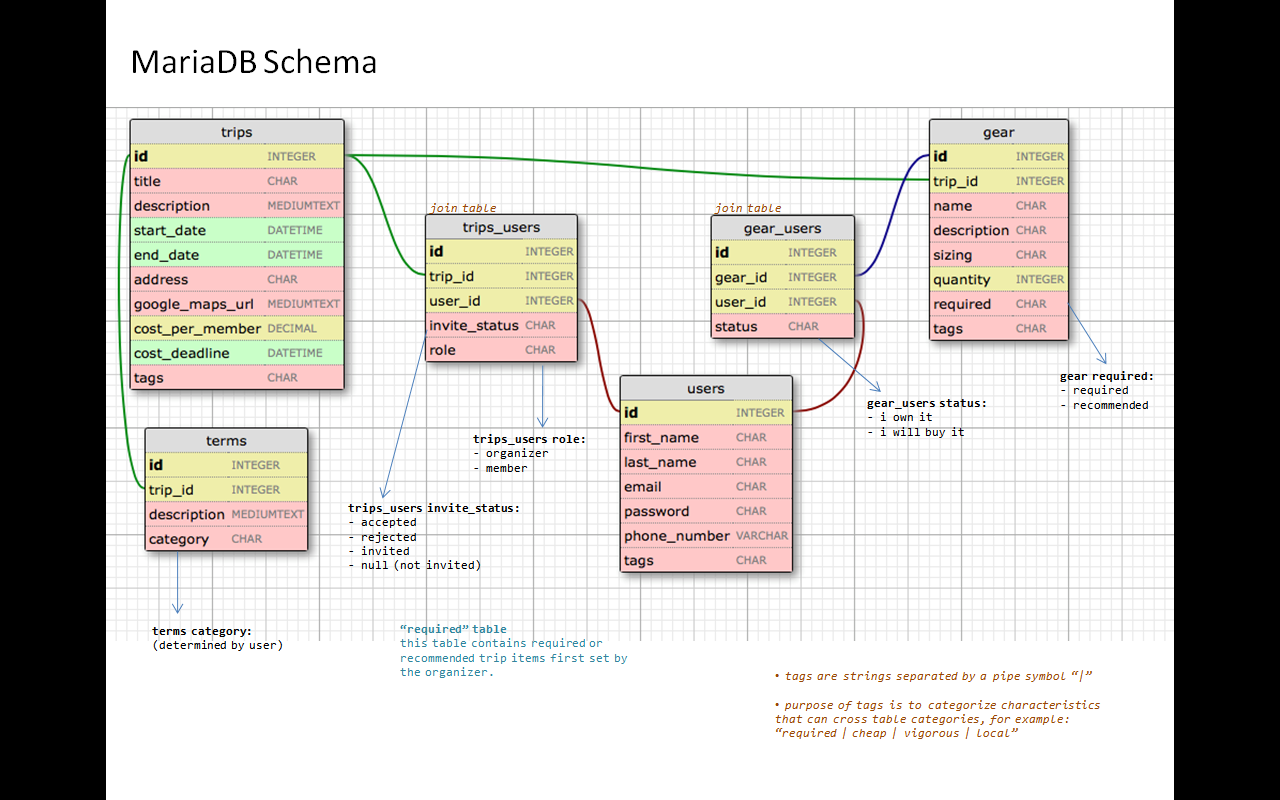 MariaDB Schema
trips
id INTEGER
title CHAR
description MEDIUMTEXT
start_date DATETIME
end_date DATETIME
address CHAR
google_maps_url MEDIUMTEXT
cost_per_member DECIMAL
cost_deadline DATETIME
tags CHAR
terms
id INTEGER
trip_id INTEGER
description MEDIUMTEXT
category CHAR
terms category:
(determined by user)
join table
trips_users
id INTEGER
trip_id INTEGER
user_id INTEGER
invite_status CHAR
role CHAR
trips_users role:
- organizer
- member
trips_users invite_status:
- accepted
- rejected
- invited
- null (not invited)
“required” table
this table contains required or
recommended trip items first set by
the organizer.
join table
gear_users
id INTEGER
gear_id INTEGER
user_id INTEGER
status CHAR
users
id INTEGER
first_name CHAR
last_name CHAR
email CHAR
password CHAR
phone_number VARCHAR
tags CHAR
gear_users status:
- i own it
- i will buy it
gear
id INTEGER
trip_id INTEGER
name CHAR
description CHAR
sizing CHAR
quantity INTEGER
required CHAR
tags CHAR
gear required:
- required
- recommended
• tags are strings separated by a pipe symbol “|”
• purpose of tags is to categorize characteristics
that can cross table categories, for example:
“required | cheap | vigorous | local”